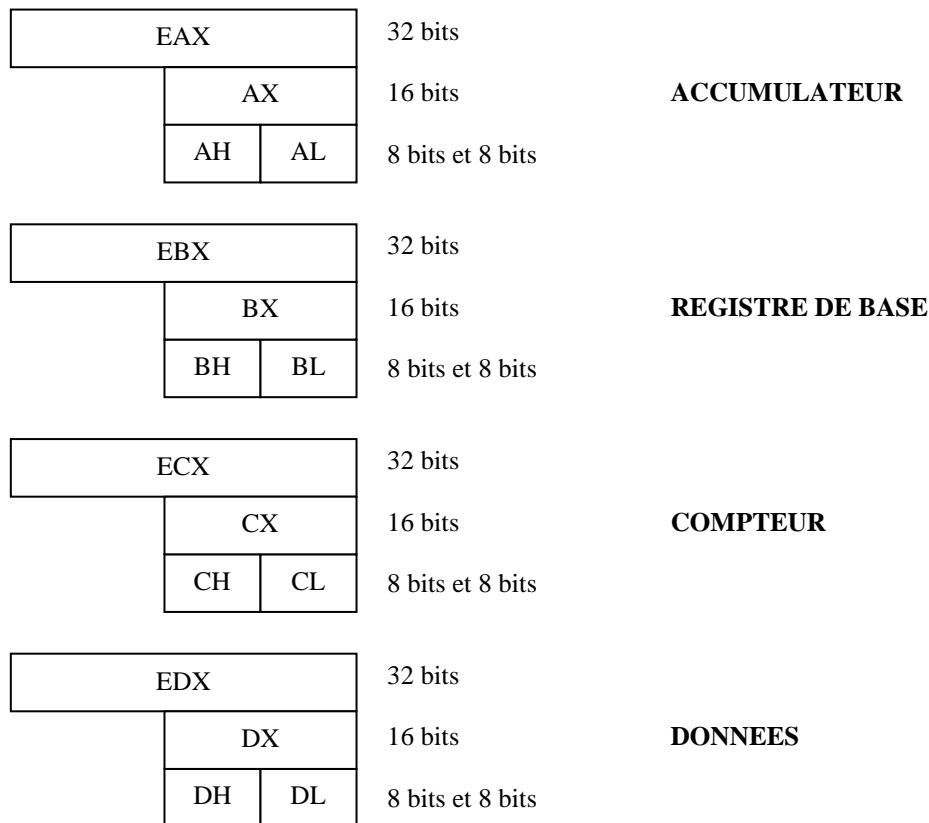 EAX 32 bits
AX 16 bits ACCUMULATEUR
AH AL 8 bits et 8 bits
EBX 32 bits
BX 16 bits REGISTRE DE BASE
BH BL 8 bits et 8 bits
ECX 32 bits
CX 16 bits COMPTEUR
CH CL 8 bits et 8 bits
EDX 32 bits
DX 16 bits DONNEES
DH DL 8 bits et 8 bits